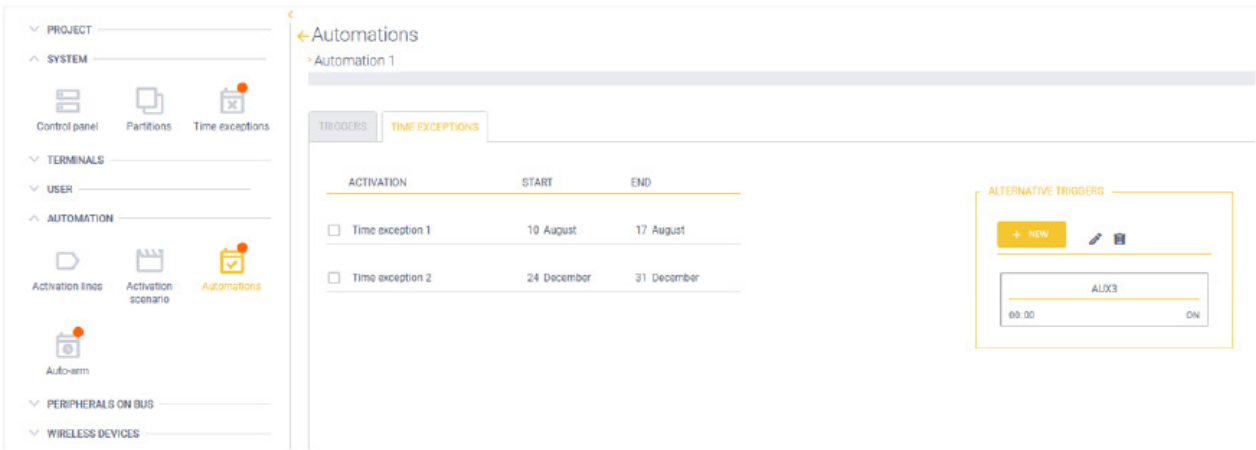 PROJECT
SYSTEM
Control panel
Partitions
Time exceptions
TERMINALS
USER
AUTOMATION
Activation lines
Activation scenario
Automations
Auto-arm
PERIPHERALS ON BUS
WIRELESS DEVICES
Automations
Automation 1
TRIGGERS TIME EXCEPTIONS
ACTIVATION START END
Time exception 1 10 August 17 August
Time exception 2 24 December 31 December
ALTERNATIVE TRIGGERS
+ NEW
AUX3
00:00 ON